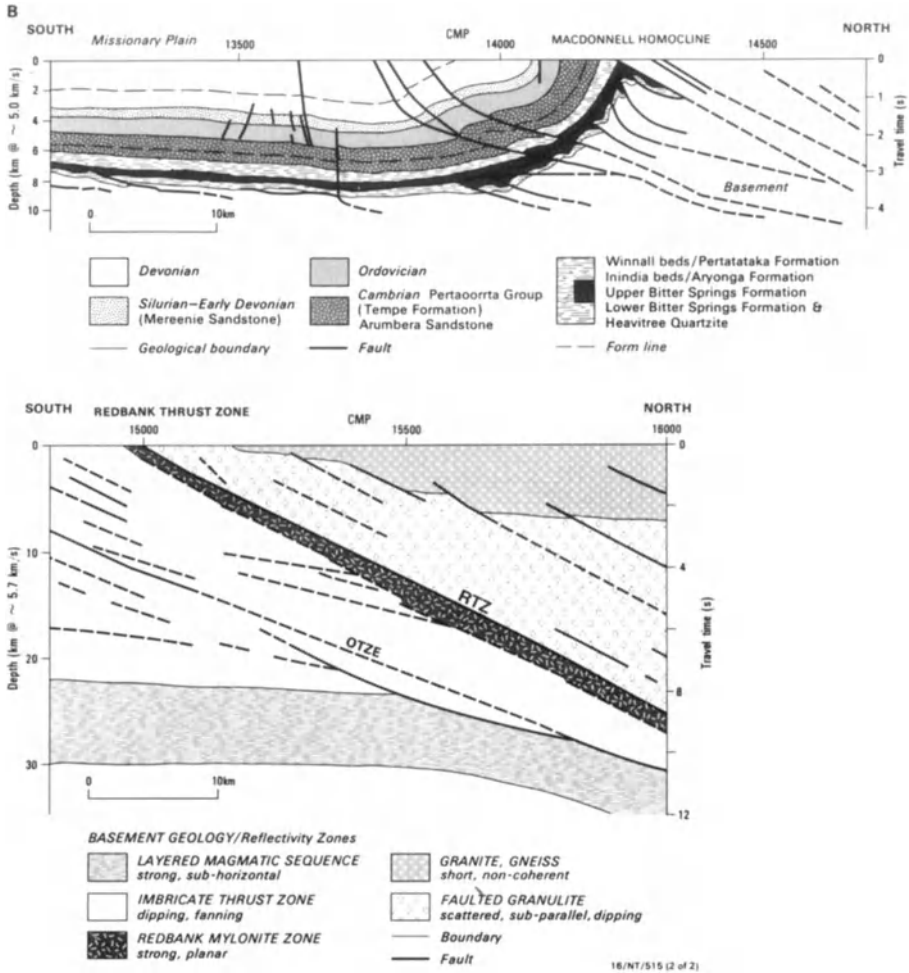 B
SOUTH
Missionary Plain
CMP
MACDONNELL HOMOCLINE
NORTH
13500
14000
14500
0
2
4
6
8
10
Depth (km @ ~ 5.0 km/s)
0
1
2
3
4
Travel time (s)
Basement
0
10km
Devonian
Silurian–Early Devonian
(Mereenie Sandstone)
Geological boundary
Ordovician
Cambrian Pertaoorrta Group
(Tempe Formation)
Arumbera Sandstone
Fault
Winnall beds/Pertatataka Formation
Inindia beds/Aryonga Formation
Upper Bitter Springs Formation
Lower Bitter Springs Formation &
Heavitree Quartzite
Form line
SOUTH
REDBANK THRUST ZONE
CMP
NORTH
15000
15500
16000
0
10
20
30
Depth (km @ ~ 5.7 km/s)
0
2
4
6
8
12
Travel time (s)
RTZ
OTZE
0
10km
BASEMENT GEOLOGY/Reflectivity Zones
LAYERED MAGMATIC SEQUENCE
strong, sub-horizontal
IMBRICATE THRUST ZONE
dipping, fanning
REDBANK MYLONITE ZONE
strong, planar
GRANITE, GNEISS
short, non-coherent
FAULTED GRANULITE
scattered, sub-parallel, dipping
Boundary
Fault
16/NT/515 (2 of 2)